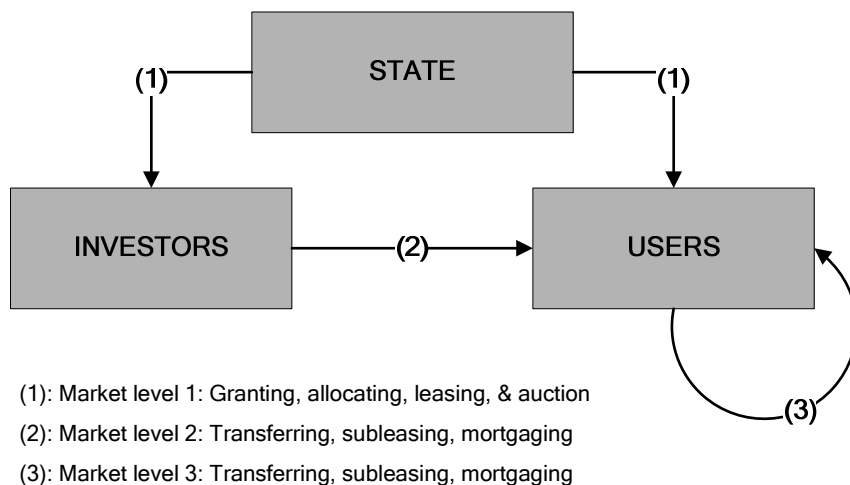 STATE
(1)
(1)
INVESTORS
(2)
USERS
(3)
(1): Market level 1: Granting, allocating, leasing, & auction
(2): Market level 2: Transferring, subleasing, mortgaging
(3): Market level 3: Transferring, subleasing, mortgaging